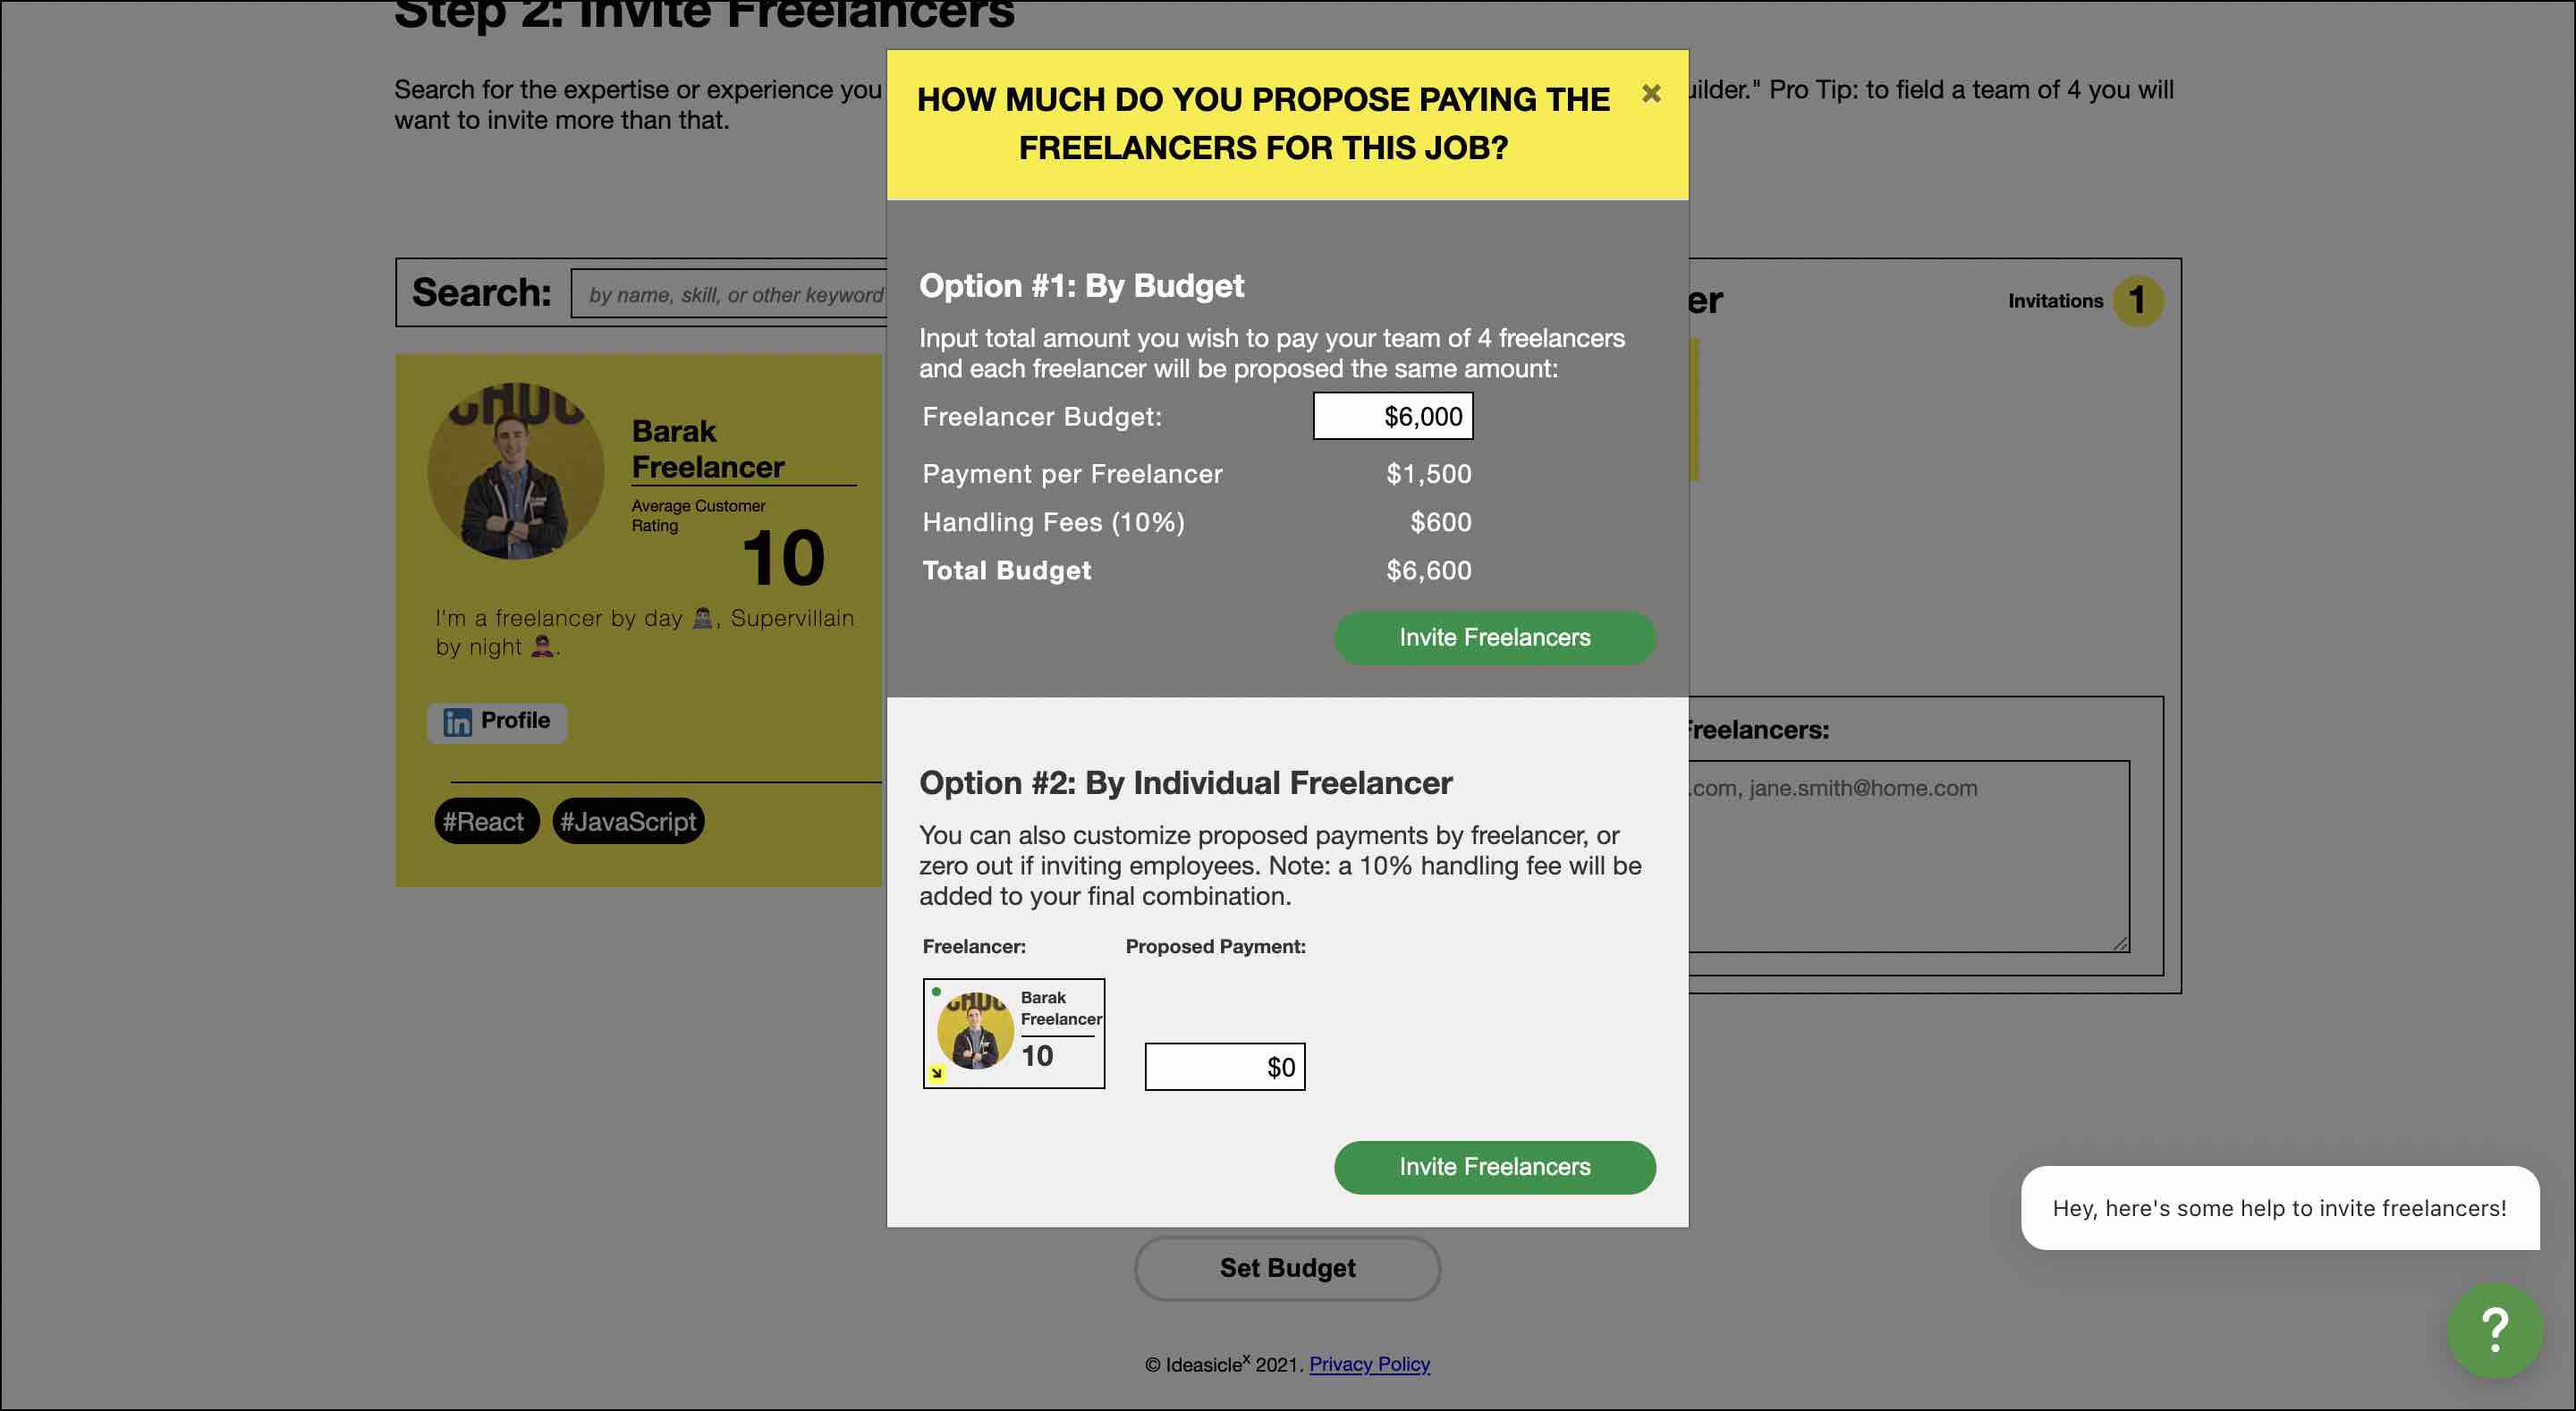 Step 2: Invite Freelancers
Search for the expertise or experience you
uilder." Pro Tip: to field a team of 4 you will
want to invite more than that.
HOW MUCH DO YOU PROPOSE PAYING THE
FREELANCERS FOR THIS JOB?
Search:
by name, skill, or other keyword
er
Invitations 1
Barak
Freelancer
Average Customer
Rating
10
I'm a freelancer by day 👨🏻‍💻, Supervillain
by night 🦹🏻.
in Profile
#React #JavaScript
Option #1: By Budget
Input total amount you wish to pay your team of 4 freelancers
and each freelancer will be proposed the same amount:
Freelancer Budget: $6,000
Payment per Freelancer $1,500
Handling Fees (10%) $600
Total Budget $6,600
Invite Freelancers
Option #2: By Individual Freelancer
You can also customize proposed payments by freelancer, or
zero out if inviting employees. Note: a 10% handling fee will be
added to your final combination.
Freelancer: Proposed Payment:
Barak
Freelancer
10
$0
Invite Freelancers
Freelancers:
.com, jane.smith@home.com
Set Budget
Hey, here's some help to invite freelancers!
?
© Ideasicleˣ 2021. Privacy Policy